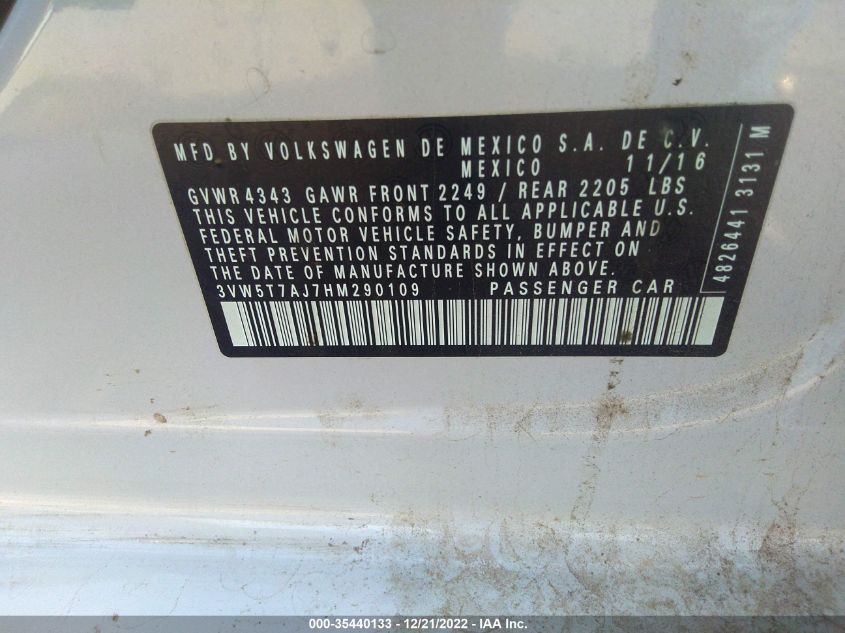 MFD. BY VOLKSWAGEN DE MEXICO S.A. DE C.V.
MEXICO 11/16
GVWR 4343 GAWR FRONT 2249 / REAR 2205 LBS
THIS VEHICLE CONFORMS TO ALL APPLICABLE U.S.
FEDERAL MOTOR VEHICLE SAFETY, BUMPER AND
THEFT PREVENTION STANDARDS IN EFFECT ON
THE DATE OF MANUFACTURE SHOWN ABOVE.
3VW5T7AJ7HM290109 PASSENGER CAR
4826441 3131 M
000-35440133 - 12/21/2022 - IAA Inc.